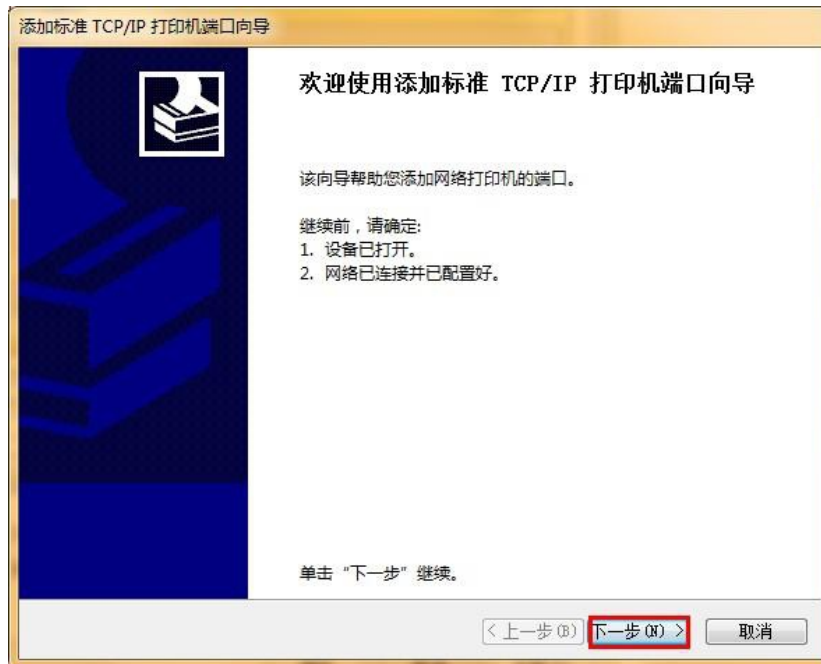 添加标准 TCP/IP 打印机端口向导
欢迎使用添加标准 TCP/IP 打印机端口向导
该向导帮助您添加网络打印机的端口。
继续前，请确定:
1. 设备已打开。
2. 网络已连接并已配置好。
单击“下一步”继续。
< 上一步(B) 下一步(N) > 取消